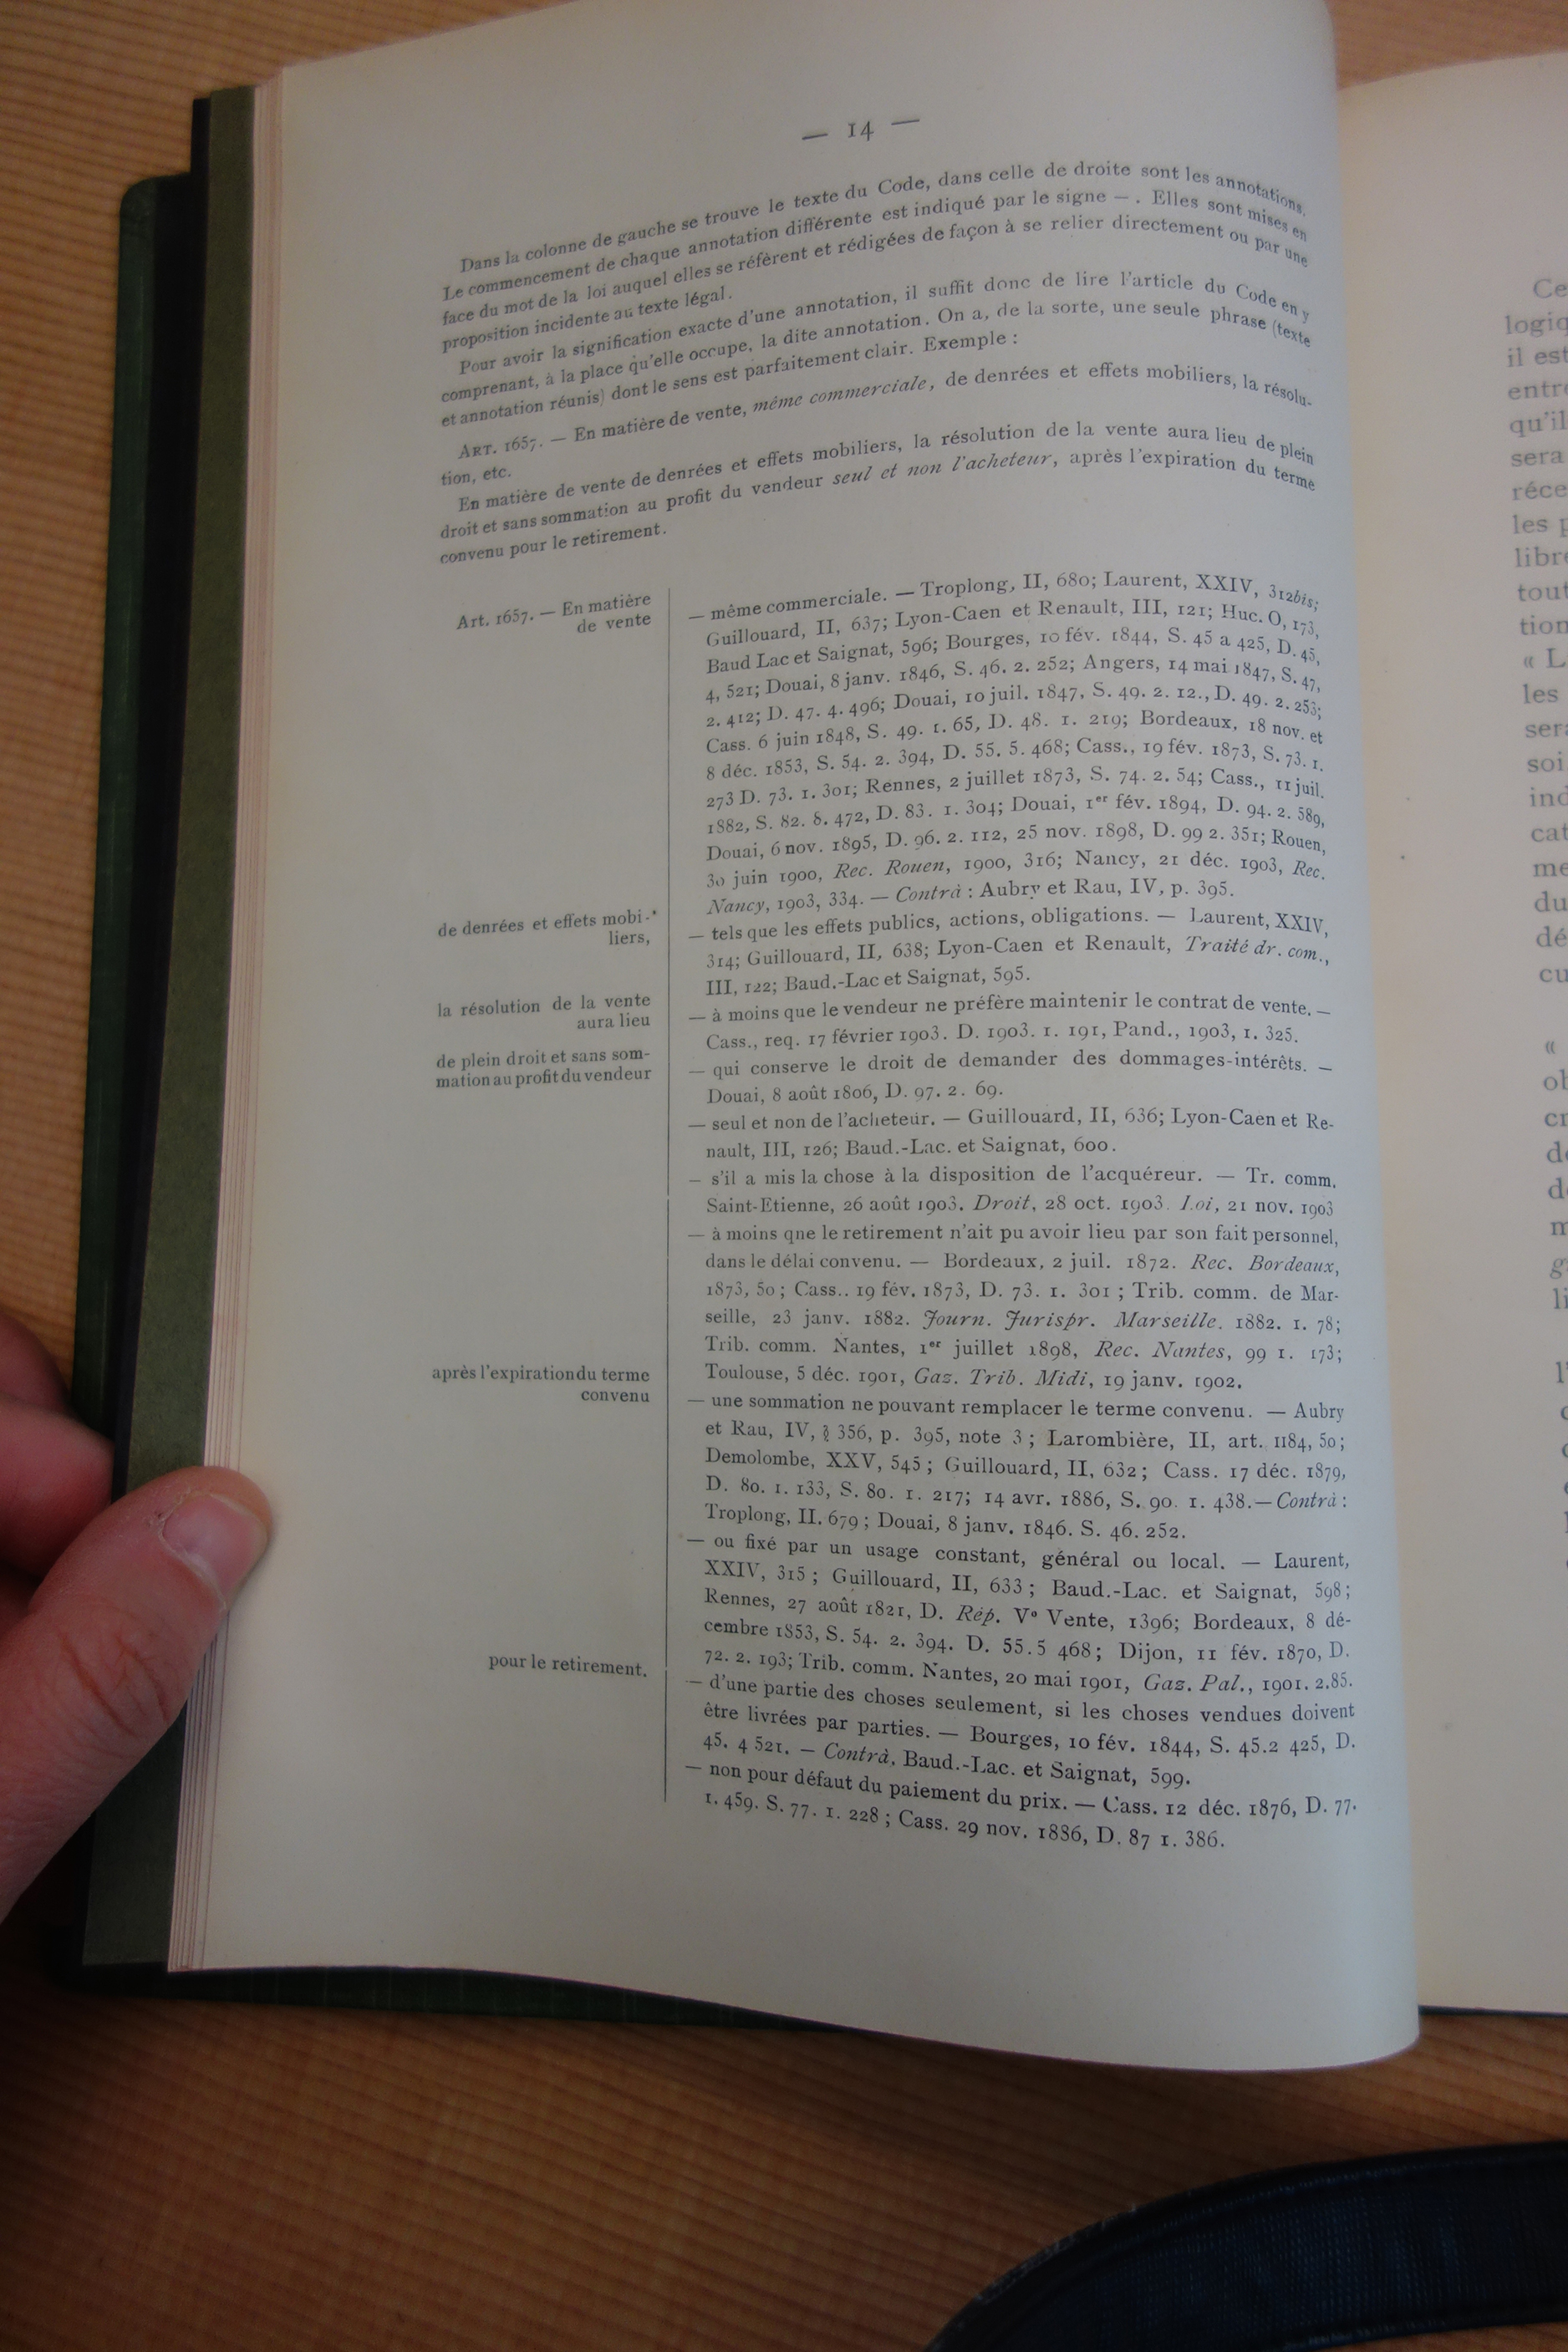 — 14 —
Dans la colonne de gauche se trouve le texte du Code, dans celle de droite sont les annotations.
Le commencement de chaque annotation différente est indiqué par le signe — . Elles sont mises en
face du mot de la loi auquel elles se réfèrent et rédigées de façon à se relier directement ou par une
proposition incidente au texte légal.
Pour avoir la signification exacte d'une annotation, il suffit donc de lire l'article du Code en y
comprenant, à la place qu'elle occupe, la dite annotation. On a, de la sorte, une seule phrase (texte
et annotation réunis) dont le sens est parfaitement clair. Exemple :
ART. 1657. — En matière de vente, même commerciale, de denrées et effets mobiliers, la résolu-
tion, etc.
En matière de vente de denrées et effets mobiliers, la résolution de la vente aura lieu de plein
droit et sans sommation au profit du vendeur seul et non l'acheteur, après l'expiration du terme
convenu pour le retirement.
Art. 1657. — En matière
de vente
— même commerciale. — Troplong, II, 680; Laurent, XXIV, 312bis;
Guillouard, II, 637; Lyon-Caen et Renault, III, 121; Huc. O, 173,
Baud Lac et Saignat, 596; Bourges, 10 fév. 1844, S. 45 a 425, D. 45,
4, 521; Douai, 8 janv. 1846, S. 46. 2. 252; Angers, 14 mai 1847, S. 47,
2. 412; D. 47. 4. 496; Douai, 10 juil. 1847, S. 49. 2. 12., D. 49. 2. 253;
Cass. 6 juin 1848, S. 49. 1. 65, D. 48. 1. 219; Bordeaux, 18 nov. et
8 déc. 1853, S. 54. 2. 394, D. 55. 5. 468; Cass., 19 fév. 1873, S. 73. 1.
273 D. 73. 1. 301; Rennes, 2 juillet 1873, S. 74. 2. 54; Cass., 11 juil.
1882, S. 82. 8. 472, D. 83. 1. 304; Douai, 1er fév. 1894, D. 94. 2. 589,
Douai, 6 nov. 1895, D. 96. 2. 112, 25 nov. 1898, D. 99 2. 351; Rouen,
30 juin 1900, Rec. Rouen, 1900, 316; Nancy, 21 déc. 1903, Rec.
Nancy, 1903, 334. — Contrà : Aubry et Rau, IV, p. 395.
de denrées et effets mobi-
liers,
— tels que les effets publics, actions, obligations. — Laurent, XXIV,
314; Guillouard, II, 638; Lyon-Caen et Renault, Traité dr. com.,
III, 122; Baud.-Lac et Saignat, 595.
la résolution de la vente
aura lieu
— à moins que le vendeur ne préfère maintenir le contrat de vente. —
Cass., req. 17 février 1903. D. 1903. 1. 191, Pand., 1903, 1. 325.
de plein droit et sans som-
mation au profit du vendeur
— qui conserve le droit de demander des dommages-intérêts. —
Douai, 8 août 1806, D. 97. 2. 69.
— seul et non de l'acheteur. — Guillouard, II, 636; Lyon-Caen et Re-
nault, III, 126; Baud.-Lac. et Saignat, 600.
— s'il a mis la chose à la disposition de l'acquéreur. — Tr. comm.
Saint-Etienne, 26 août 1903. Droit, 28 oct. 1903. Loi, 21 nov. 1903
— à moins qne le retirement n'ait pu avoir lieu par son fait personnel,
dans le délai convenu. — Bordeaux, 2 juil. 1872. Rec. Bordeaux,
1873, 50 ; Cass.. 19 fév. 1873, D. 73. 1. 301 ; Trib. comm. de Mar-
seille, 23 janv. 1882. Journ. Jurispr. Marseille. 1882. 1. 78;
Trib. comm. Nantes, 1er juillet 1898, Rec. Nantes, 99 1. 173;
Toulouse, 5 déc. 1901, Gaz. Trib. Midi, 19 janv. 1902.
après l'expiration du terme
convenu
— une sommation ne pouvant remplacer le terme convenu. — Aubry
et Rau, IV, § 356, p. 395, note 3 ; Larombière, II, art. 1184, 50 ;
Demolombe, XXV, 545 ; Guillouard, II, 632 ; Cass. 17 déc. 1879,
D. 80. 1. 133, S. 80. 1. 217; 14 avr. 1886, S. 90. 1. 438. — Contrà :
Troplong, II. 679 ; Douai, 8 janv. 1846. S. 46. 252.
— ou fixé par un usage constant, général ou local. — Laurent,
XXIV, 315 ; Guillouard, II, 633 ; Baud.-Lac. et Saignat, 598 ;
Rennes, 27 août 1821, D. Rép. V° Vente, 1396; Bordeaux, 8 dé-
cembre 1853, S. 54. 2. 394. D. 55.5 468; Dijon, 11 fév. 1870, D.
72. 2. 193; Trib. comm. Nantes, 20 mai 1901, Gaz. Pal., 1901. 2.85.
pour le retirement.
— d'une partie des choses seulement, si les choses vendues doivent
être livrées par parties. — Bourges, 10 fév. 1844, S. 45.2 425, D.
45. 4 521. — Contrà, Baud.-Lac. et Saignat, 599.
— non pour défaut du paiement du prix. — Cass. 12 déc. 1876, D. 77.
1. 459. S. 77. 1. 228 ; Cass. 29 nov. 1886, D. 87 1. 386.